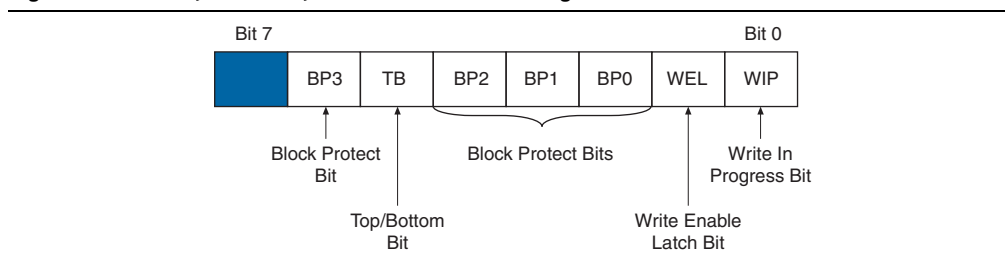 Bit 7 Bit 0
BP3 TB BP2 BP1 BP0 WEL WIP
Block Protect
Bit
Block Protect Bits
Write In
Progress Bit
Top/Bottom
Bit
Write Enable
Latch Bit